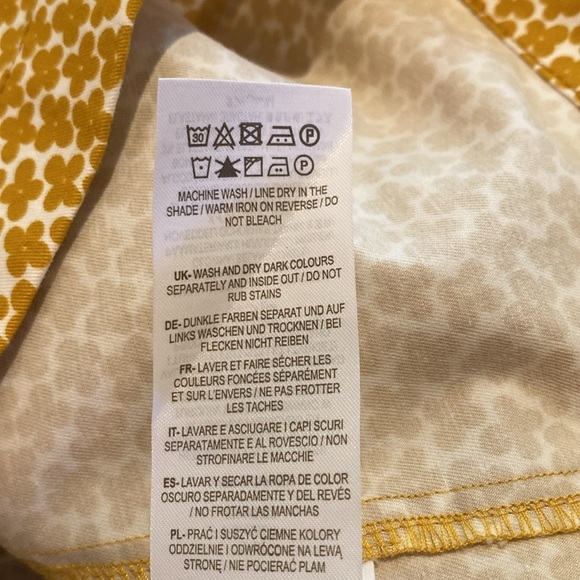 30 P
P
MACHINE WASH / LINE DRY IN THE
SHADE / WARM IRON ON REVERSE / DO
NOT BLEACH
UK- WASH AND DRY DARK COLOURS
SEPARATELY AND INSIDE OUT / DO NOT
RUB STAINS
DE- DUNKLE FARBEN SEPARAT UND AUF
LINKS WASCHEN UND TROCKNEN / BEI
FLECKEN NICHT REIBEN
FR- LAVER ET FAIRE SÉCHER LES
COULEURS FONCÉES SÉPARÉMENT
ET SUR L'ENVERS / NE PAS FROTTER
LES TACHES
IT- LAVARE E ASCIUGARE I CAPI SCURI
SEPARATAMENTE E AL ROVESCIO / NON
STROFINARE LE MACCHIE
ES- LAVAR Y SECAR LA ROPA DE COLOR
OSCURO SEPARADAMENTE Y DEL REVÉS
/ NO FROTAR LAS MANCHAS
PL- PRAĆ I SUSZYĆ CIEMNE KOLORY
ODDZIELNIE I ODWRÓCONE NA LEWĄ
STRONĘ / NIE POCIERAĆ PLAM